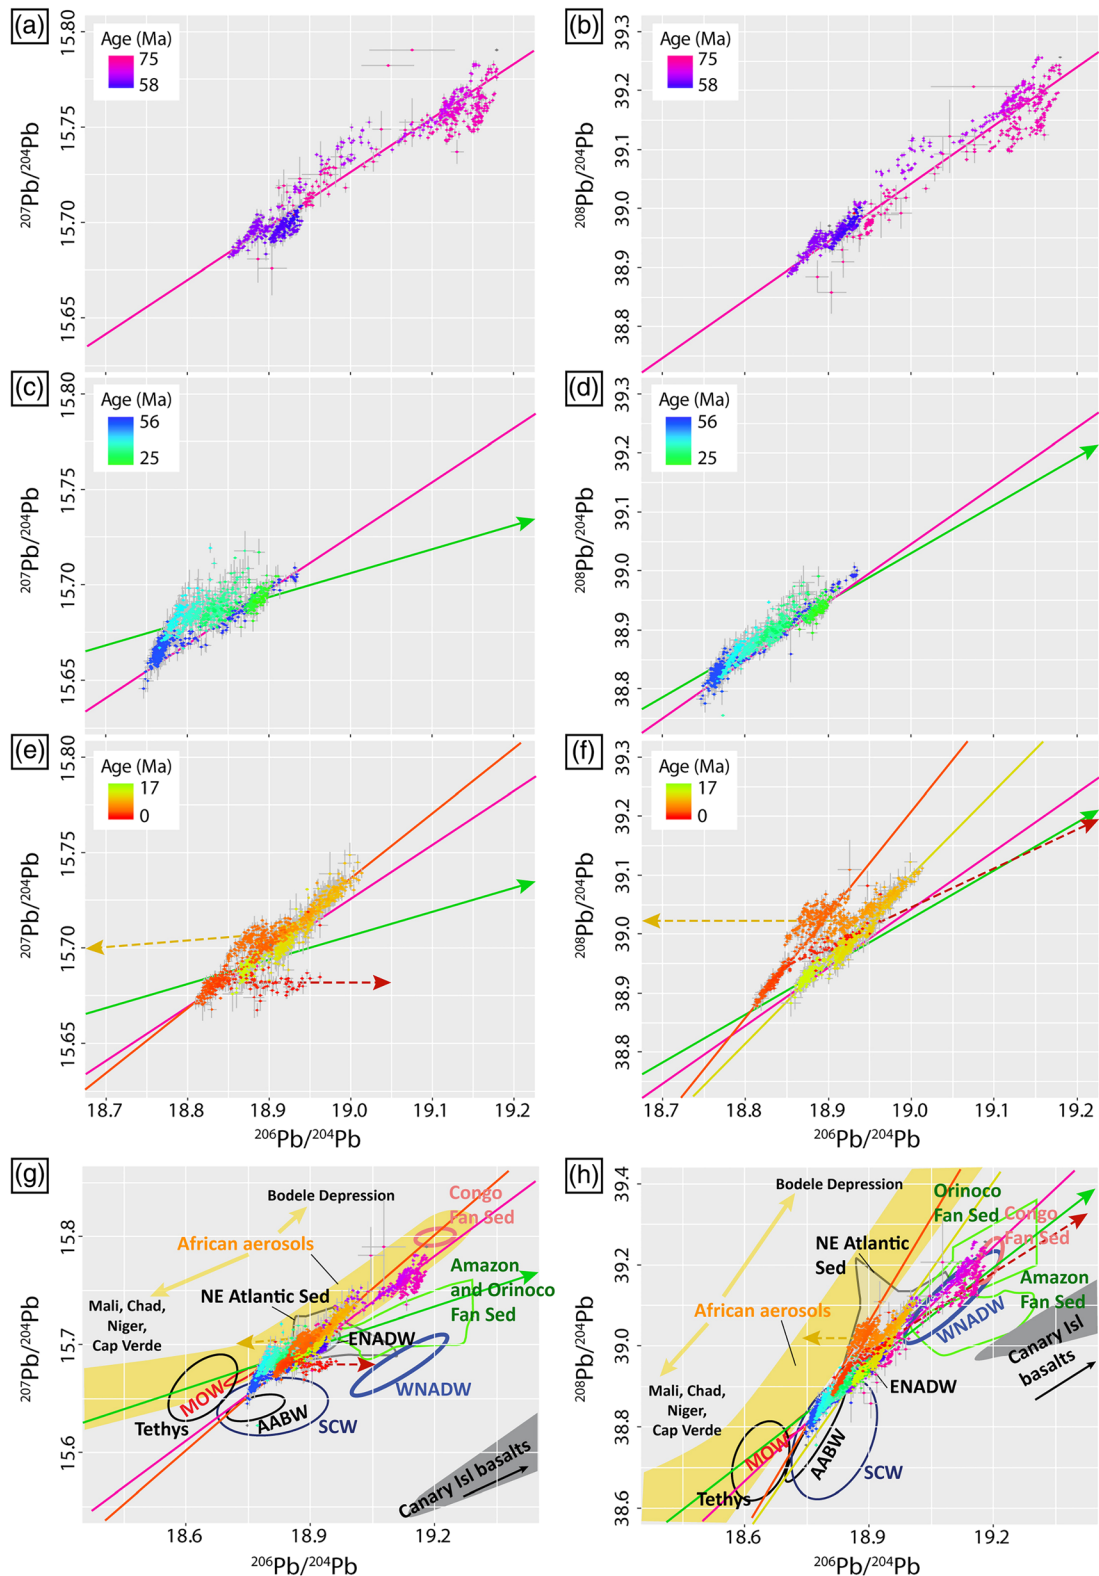 (a)
Age (Ma)
75
58
15.80
15.75
15.70
15.65
207Pb/204Pb
(b)
Age (Ma)
75
58
39.3
39.2
39.1
39.0
38.9
38.8
208Pb/204Pb
(c)
Age (Ma)
56
25
15.80
15.75
15.70
15.65
207Pb/204Pb
(d)
Age (Ma)
56
25
39.3
39.2
39.1
39.0
38.9
38.8
208Pb/204Pb
(e)
Age (Ma)
17
0
15.80
15.75
15.70
15.65
207Pb/204Pb
18.7 18.8 18.9 19.0 19.1 19.2
206Pb/204Pb
(f)
Age (Ma)
17
0
39.3
39.2
39.1
39.0
38.9
38.8
208Pb/204Pb
18.7 18.8 18.9 19.0 19.1 19.2
206Pb/204Pb
(g)
Bodele Depression
Congo
Fan Sed
African aerosols
Amazon
and Orinoco
Fan Sed
NE Atlantic Sed
Mali, Chad,
Niger,
Cap Verde
ENADW
WNADW
MOW
Tethys
AABW
SCW
Canary Isl basalts
15.8
15.7
15.6
207Pb/204Pb
18.6 18.9 19.2
206Pb/204Pb
(h)
Bodele Depression
Orinoco
Fan Sed
Congo
Fan Sed
NE Atlantic
Sed
Amazon
Fan Sed
African aerosols
WNADW
Canary Isl
basalts
ENADW
Mali, Chad,
Niger,
Cap Verde
MOW
AABW
SCW
Tethys
39.4
39.2
39.0
38.8
38.6
208Pb/204Pb
18.6 18.9 19.2
206Pb/204Pb